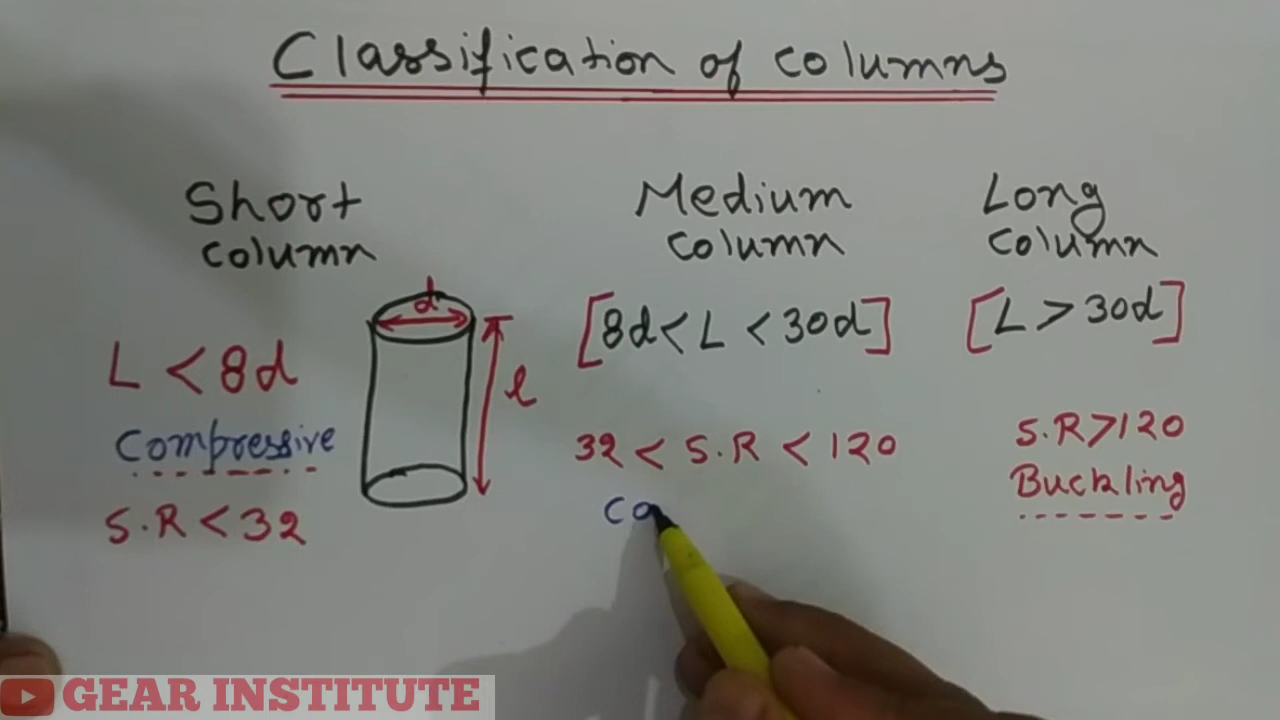 Classification of columns
Short
column
d
l
L < 8d
Compressive
S.R < 32
Medium
column
[8d < L < 30d]
32 < S.R < 120
Co
Long
column
[L > 30d]
S.R > 120
Buckling
GEAR INSTITUTE